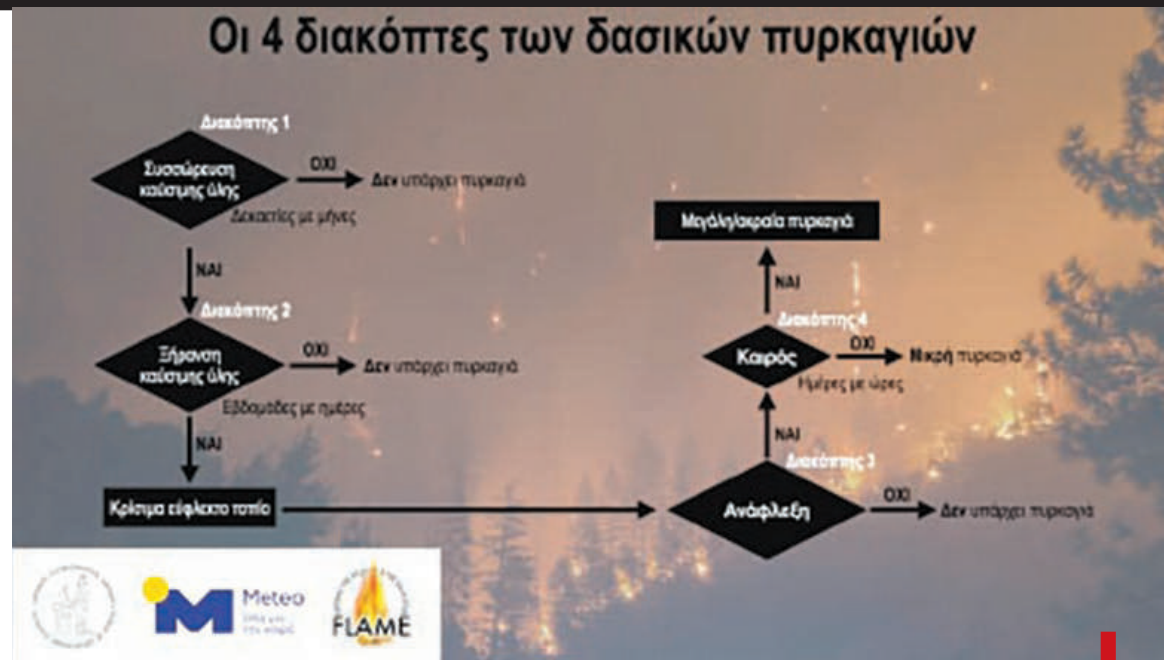 Οι 4 διακόπτες των δασικών πυρκαγιών
Διακόπτης 1
Συσσώρευση
καύσιμης ύλης
ΟΧΙ
Δεν υπάρχει πυρκαγιά
Δεκαετίες με μήνες
ΝΑΙ
Διακόπτης 2
Ξήρανση
καύσιμης ύλης
ΟΧΙ
Δεν υπάρχει πυρκαγιά
Εβδομάδες με ημέρες
ΝΑΙ
Κρίσιμα εύφλεκτο τοπίο
Διακόπτης 3
Ανάφλεξη
ΟΧΙ
Δεν υπάρχει πυρκαγιά
ΝΑΙ
Διακόπτης 4
Καιρός
ΟΧΙ
Μικρή πυρκαγιά
Ημέρες με ώρες
ΝΑΙ
Μεγάλη/ακραία πυρκαγιά
Meteo
FLAME